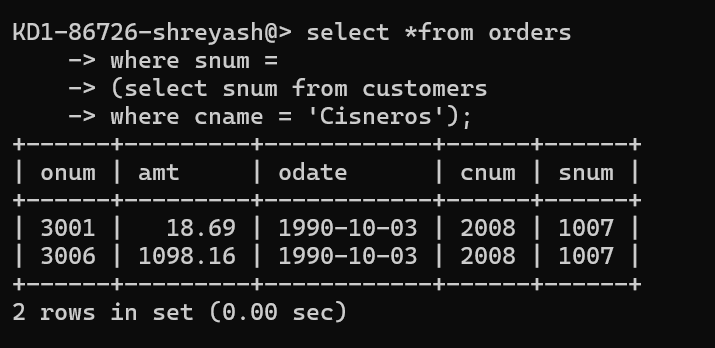 KD1-86726-shreyash@> select *from orders
    -> where snum =
    -> (select snum from customers
    -> where cname = 'Cisneros');
+------+---------+------------+------+------+
| onum | amt     | odate      | cnum | snum |
+------+---------+------------+------+------+
| 3001 |   18.69 | 1990-10-03 | 2008 | 1007 |
| 3006 | 1098.16 | 1990-10-03 | 2008 | 1007 |
+------+---------+------------+------+------+
2 rows in set (0.00 sec)